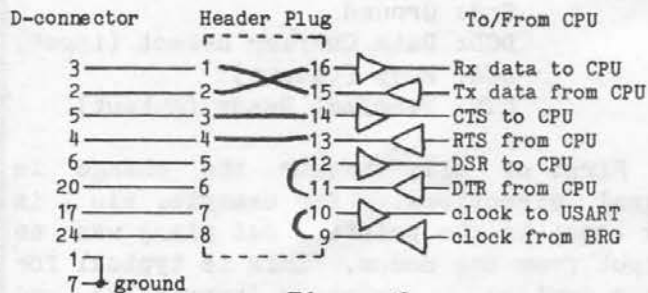 D-connector Header Plug To/From CPU
3 1 16 Rx data to CPU
2 2 15 Tx data from CPU
5 3 14 CTS to CPU
4 4 13 RTS from CPU
6 5 12 DSR to CPU
20 6 11 DTR from CPU
17 7 10 clock to USART
24 8 9 clock from BRG
1
7 ground